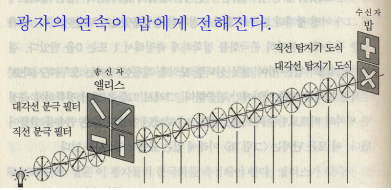 광자의 연속이 밥에게 전해진다.
수신자
밥
직선 탐지기 도식
대각선 탐지기 도식
송신자
앨리스
대각선 분극 필터
직선 분극 필터